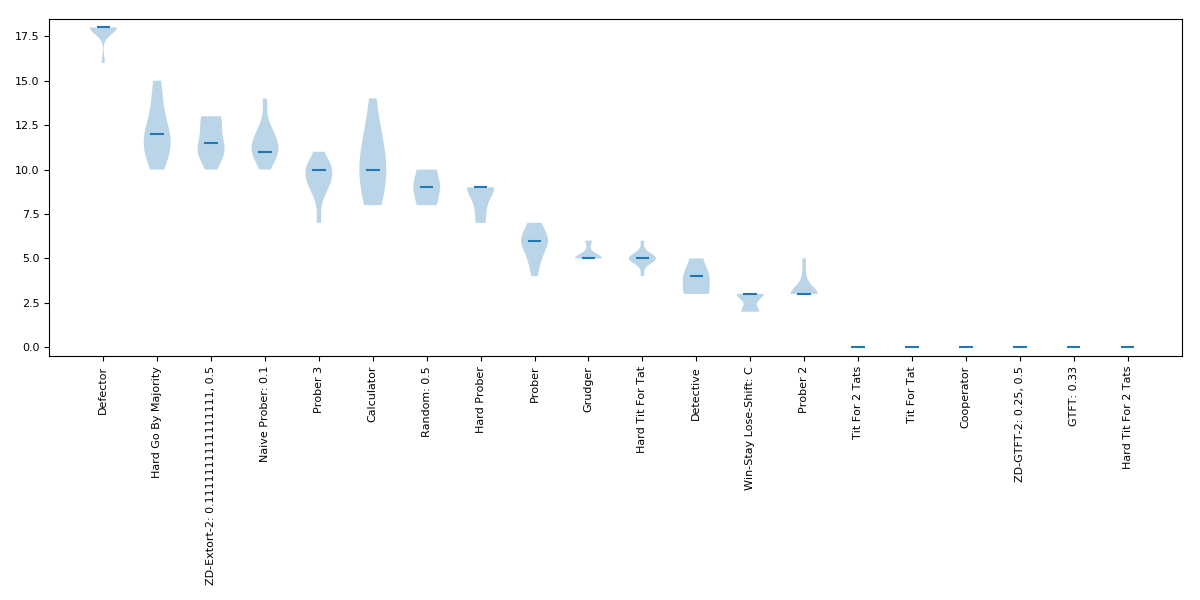 17.5
15.0
12.5
10.0
7.5
5.0
2.5
0.0
Defector
Hard Go By Majority
ZD-Extort-2: 0.1111111111111111, 0.5
Naive Prober: 0.1
Prober 3
Calculator
Random: 0.5
Hard Prober
Prober
Grudger
Hard Tit For Tat
Detective
Win-Stay Lose-Shift: C
Prober 2
Tit For 2 Tats
Tit For Tat
Cooperator
ZD-GTFT-2: 0.25, 0.5
GTFT: 0.33
Hard Tit For 2 Tats